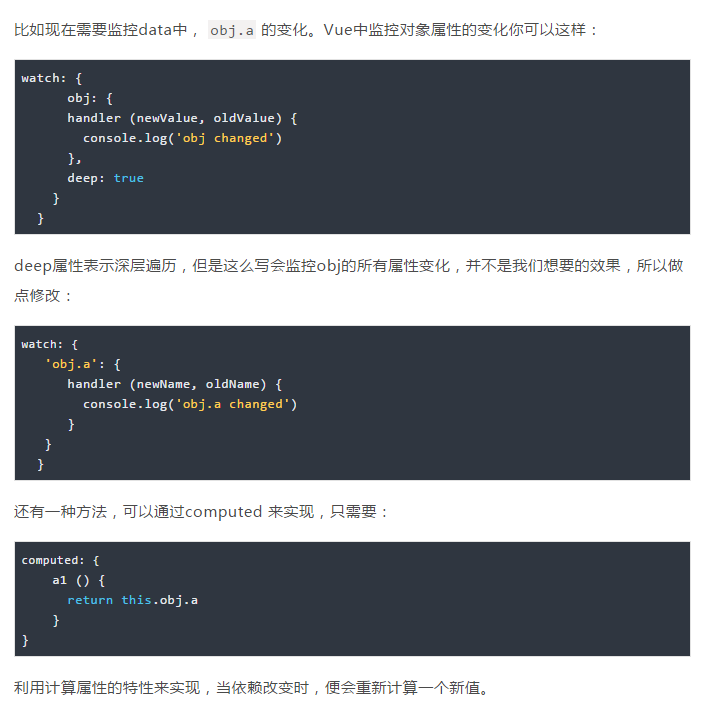 比如现在需要监控data中， obj.a 的变化。Vue中监控对象属性的变化你可以这样：
watch: {
      obj: {
      handler (newValue, oldValue) {
        console.log('obj changed')
      },
      deep: true
    }
  }
deep属性表示深层遍历，但是这么写会监控obj的所有属性变化，并不是我们想要的效果，所以做
点修改：
watch: {
   'obj.a': {
      handler (newName, oldName) {
        console.log('obj.a changed')
      }
   }
  }
还有一种方法，可以通过computed 来实现，只需要：
computed: {
    a1 () {
      return this.obj.a
    }
}
利用计算属性的特性来实现，当依赖改变时，便会重新计算一个新值。